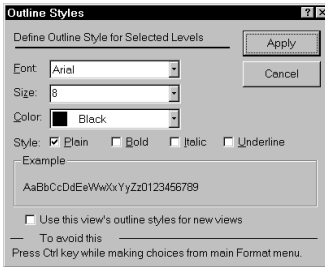 Outline Styles
Define Outline Style for Selected Levels
Apply
Font: Arial
Cancel
Size: 8
Color: Black
Style: Plain Bold Italic Underline
Example
AaBbCcDdEeWwXxYyZz0123456789
Use this view's outline styles for new views
To avoid this
Press Ctrl key while making choices from main Format menu.